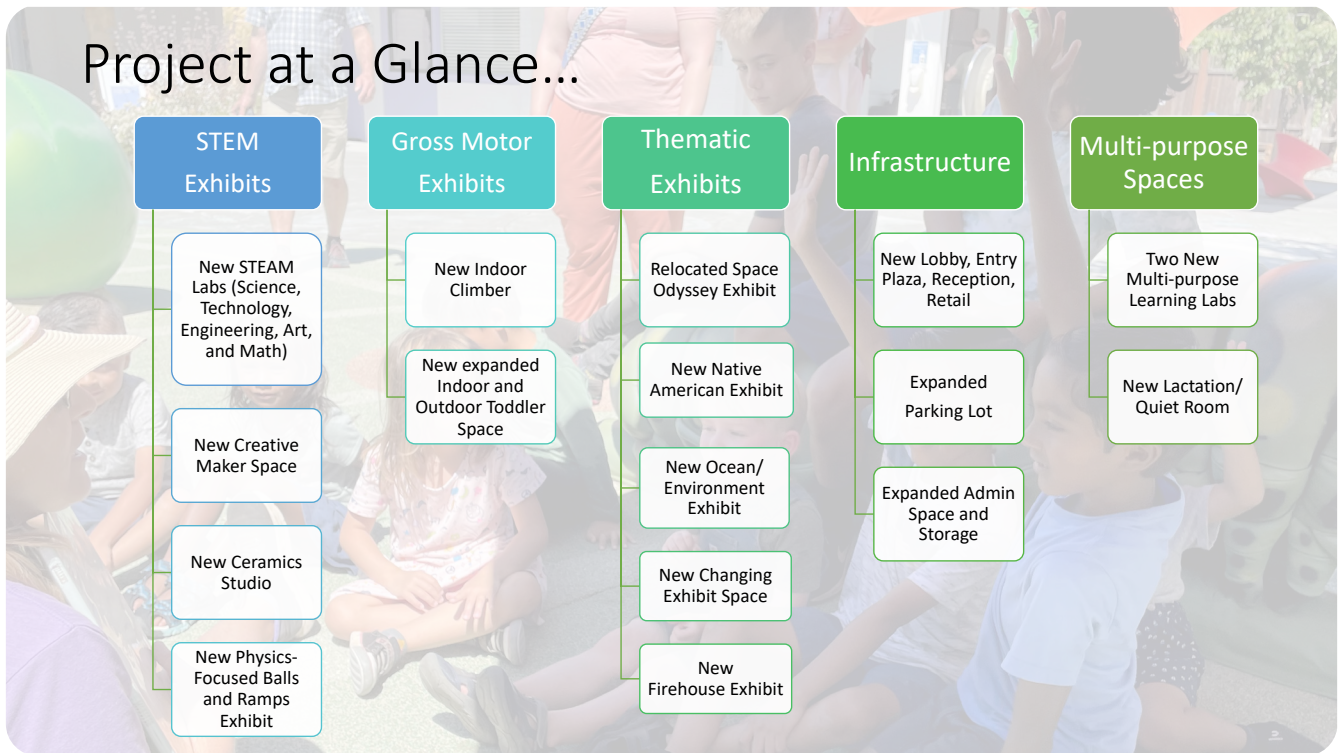 Project at a Glance...
STEM
Exhibits
New STEAM
Labs (Science,
Technology,
Engineering, Art,
and Math)
New Creative
Maker Space
New Ceramics
Studio
New Physics-
Focused Balls
and Ramps
Exhibit
Gross Motor
Exhibits
New Indoor
Climber
New expanded
Indoor and
Outdoor Toddler
Space
Thematic
Exhibits
Relocated Space
Odyssey Exhibit
New Native
American Exhibit
New Ocean/
Environment
Exhibit
New Changing
Exhibit Space
New
Firehouse Exhibit
Infrastructure
New Lobby, Entry
Plaza, Reception,
Retail
Expanded
Parking Lot
Expanded Admin
Space and
Storage
Multi-purpose
Spaces
Two New
Multi-purpose
Learning Labs
New Lactation/
Quiet Room